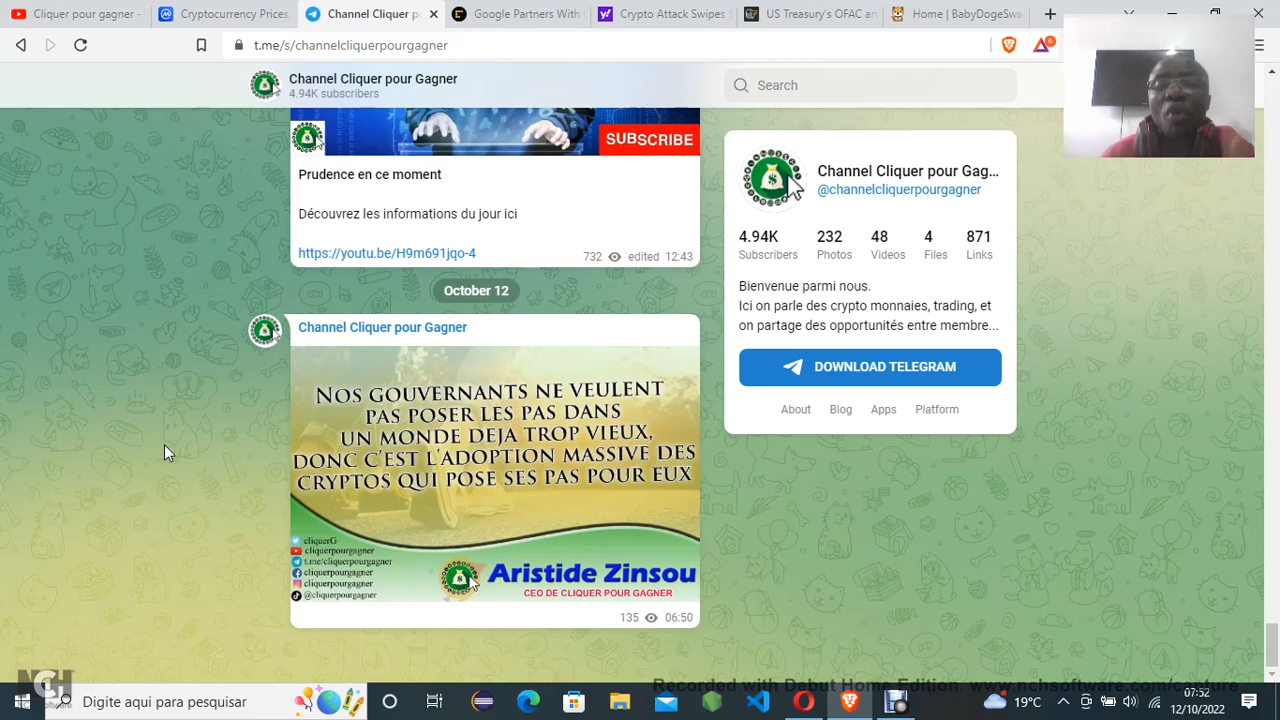 Cliquer pour gagner -
Cryptocurrency Prices,
Channel Cliquer p
Google Partners With
Crypto Attack Swipes
US Treasury's OFAC an
Home | BabyDogeSwa
t.me/s/channelcliquerpourgagner
6
Channel Cliquer pour Gagner
4.94K subscribers
Search
SUBSCRIBE
Prudence en ce moment
Découvrez les informations du jour ici
https://youtu.be/H9m691jqo-4
732 edited 12:43
October 12
Channel Cliquer pour Gagner
NOS GOUVERNANTS NE VEULENT
PAS POSER LES PAS DANS
UN MONDE DEJA TROP VIEUX,
DONC C'EST L'ADOPTION MASSIVE DES
CRYPTOS QUI POSE SES PAS POUR EUX
cliquerG
cliquerpourgagner
t.me/cliquerpourgagner
cliquerpourgagner
cliquerpourgagner
@cliquerpourgagner
Aristide Zinsou
CEO DE CLIQUER POUR GAGNER
135 06:50
Channel Cliquer pour Gag...
@channelcliquerpourgagner
4.94K 232 48 4 871
Subscribers Photos Videos Files Links
Bienvenue parmi nous.
Ici on parle des crypto monnaies, trading, et
on partage des opportunités entre membre...
DOWNLOAD TELEGRAM
About Blog Apps Platform
NCH
Software
Recorded with Debut Home Edition. www.nchsoftware.com/capture
Digite aqui para pesquisar
19°C
07:52
12/10/2022